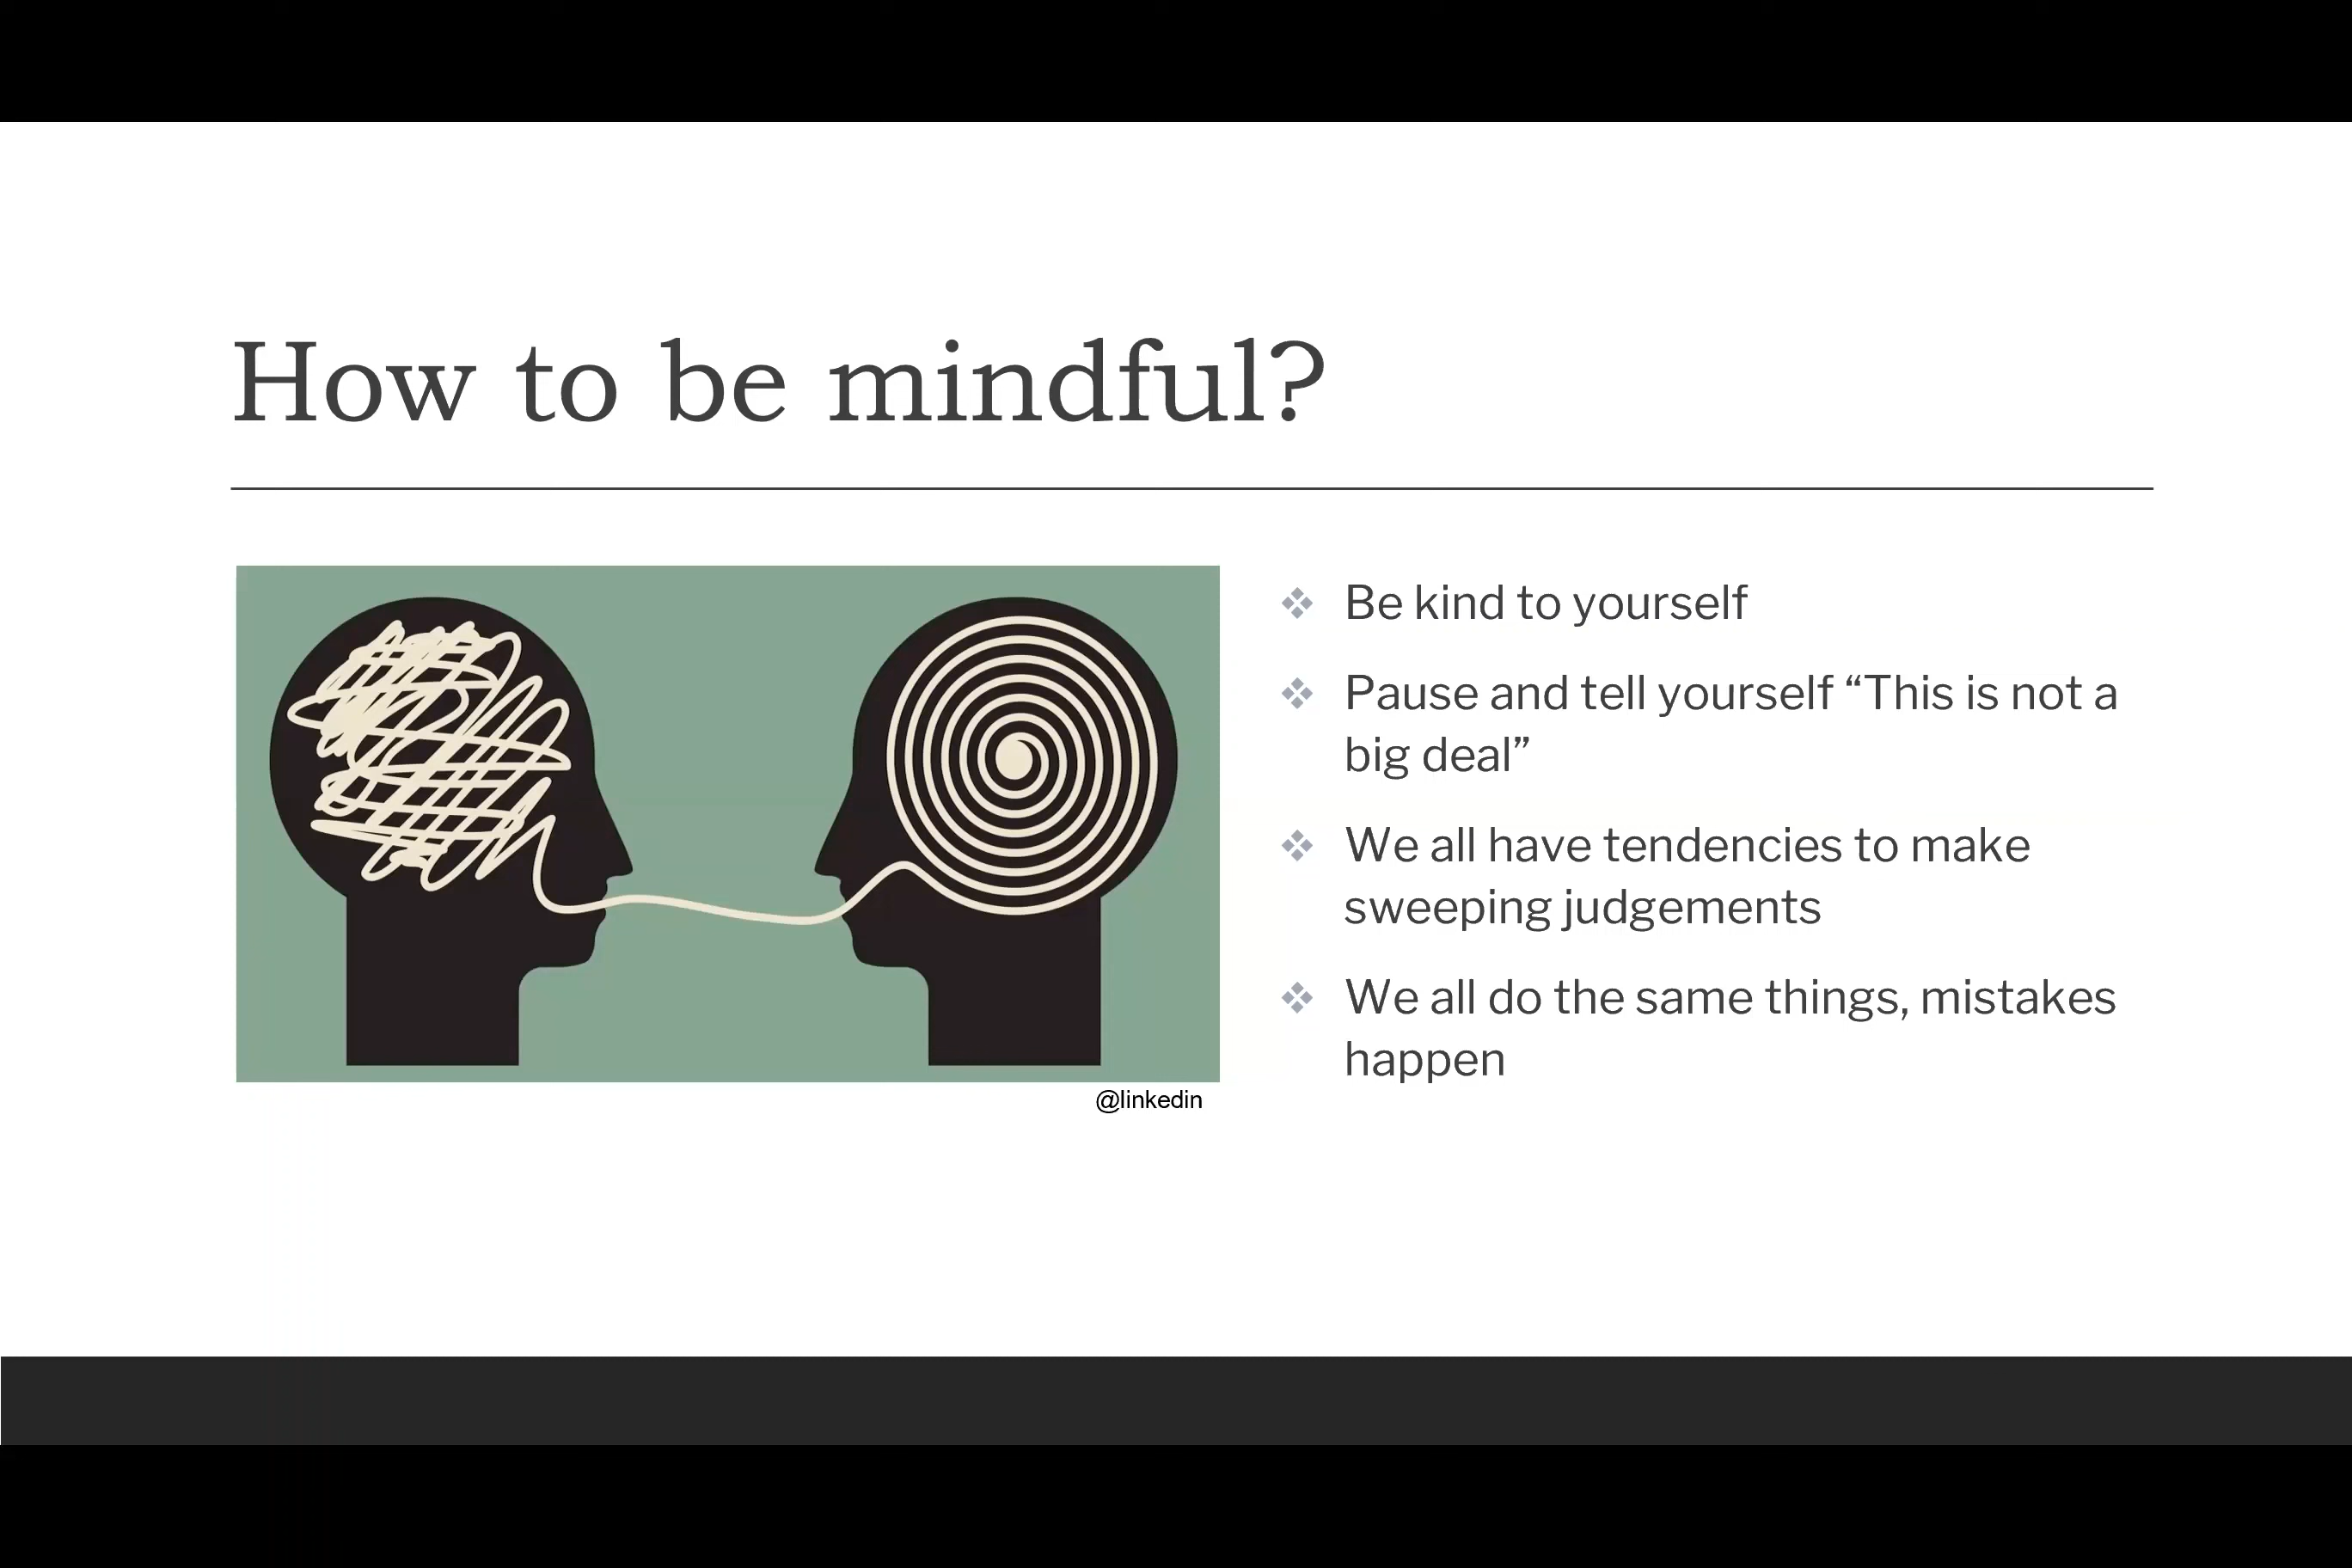 How to be mindful?
Be kind to yourself
Pause and tell yourself “This is not a
big deal”
We all have tendencies to make
sweeping judgements
We all do the same things, mistakes
happen
@linkedin